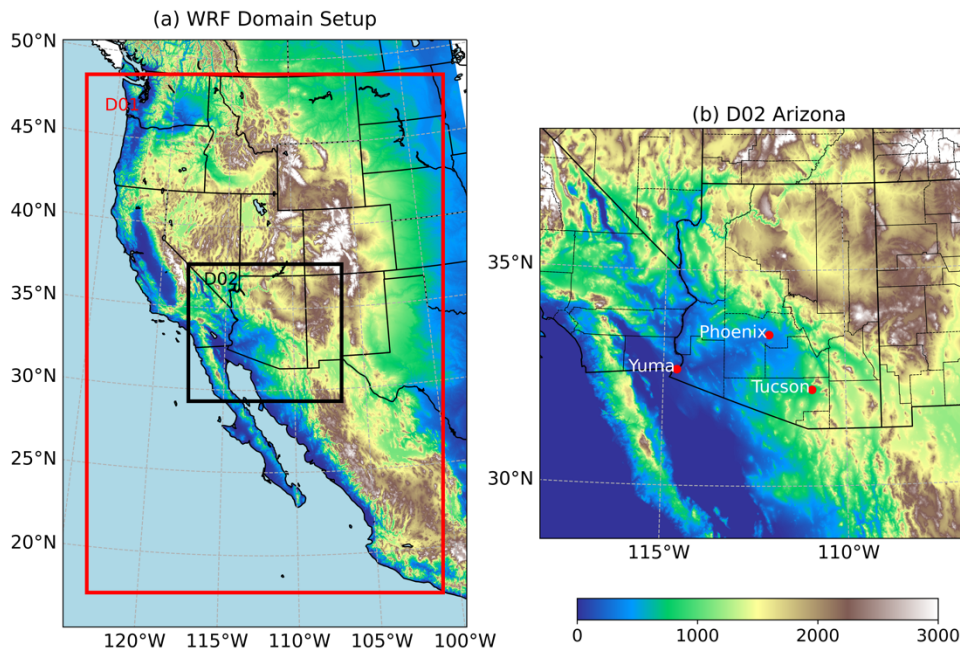 (a) WRF Domain Setup
50°N
45°N
40°N
35°N
30°N
25°N
20°N
120°W
115°W
110°W
105°W
100°W
D01
D02
(b) D02 Arizona
35°N
30°N
115°W
110°W
Phoenix
Yuma
Tucson
0
1000
2000
3000